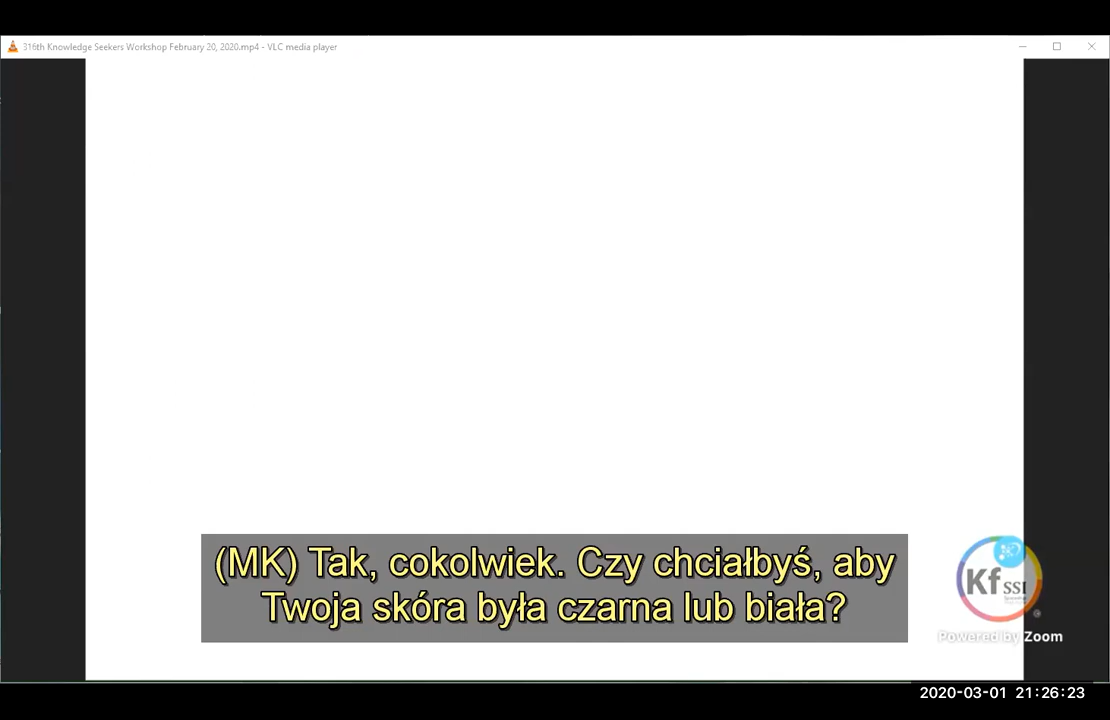 316th Knowledge Seekers Workshop February 20, 2020.mp4 - VLC media player
(MK) Tak, cokolwiek. Czy chciałbyś, aby
Twoja skóra była czarna lub biała?
Kf SSI
Powered by Zoom
2020-03-01 21:26:23